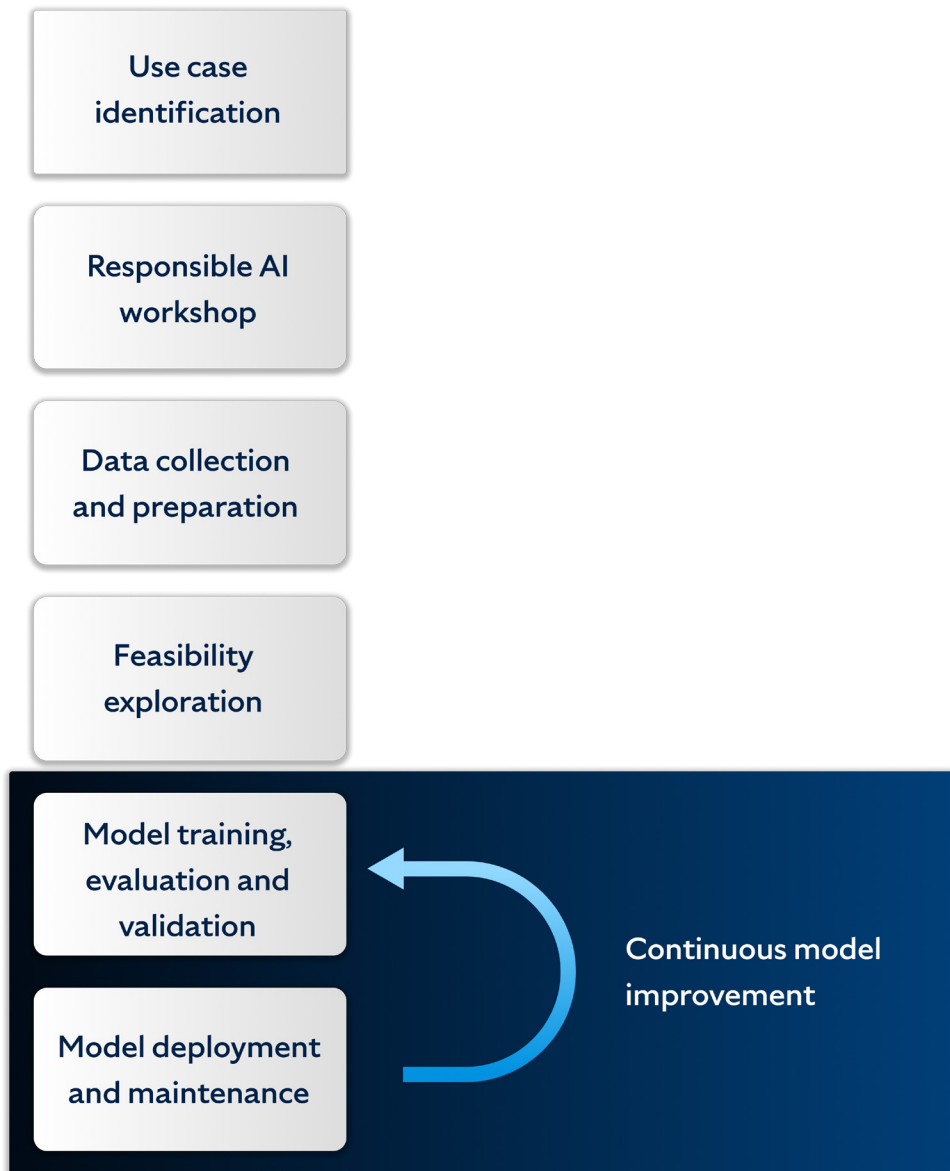 Use case
identification
Responsible AI
workshop
Data collection
and preparation
Feasibility
exploration
Model training,
evaluation and
validation
Continuous model
improvement
Model deployment
and maintenance